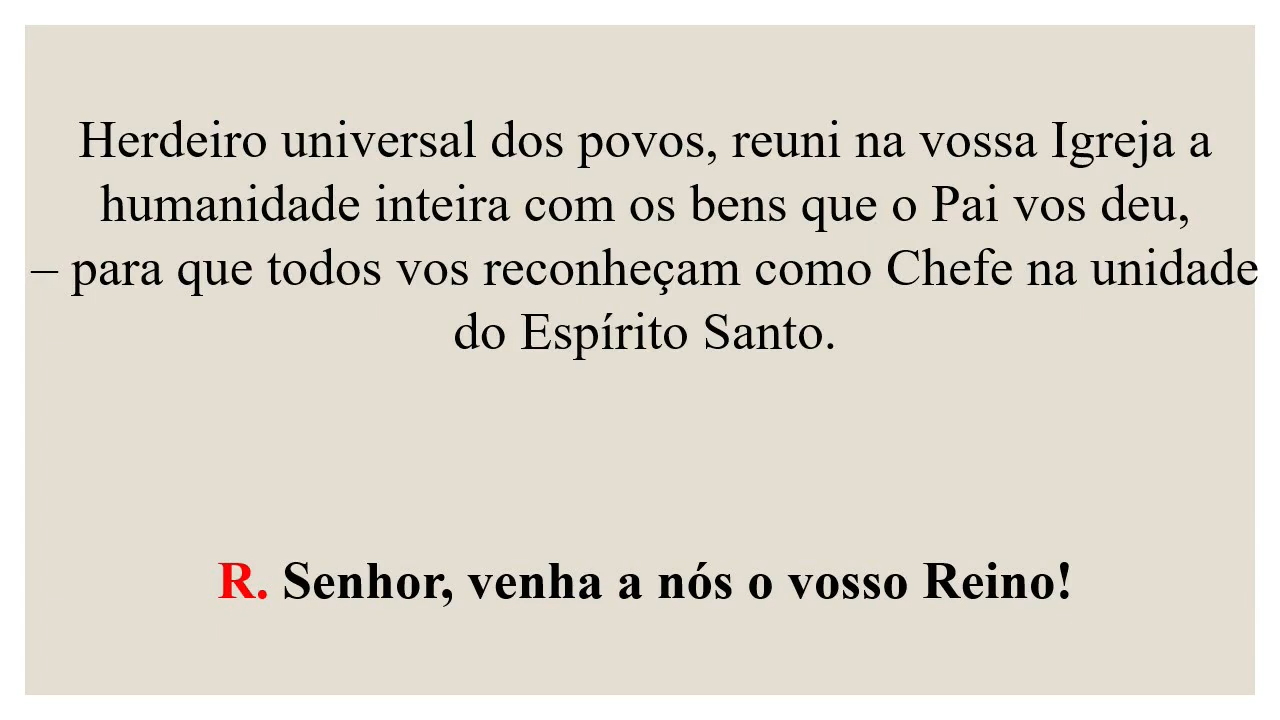 Herdeiro universal dos povos, reuni na vossa Igreja a
humanidade inteira com os bens que o Pai vos deu,
– para que todos vos reconheçam como Chefe na unidade
do Espírito Santo.
R. Senhor, venha a nós o vosso Reino!